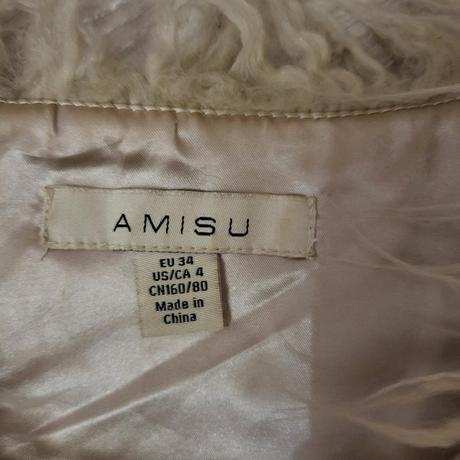 AMISU
EU 34
US/CA 4
CN160/80
Made in
China